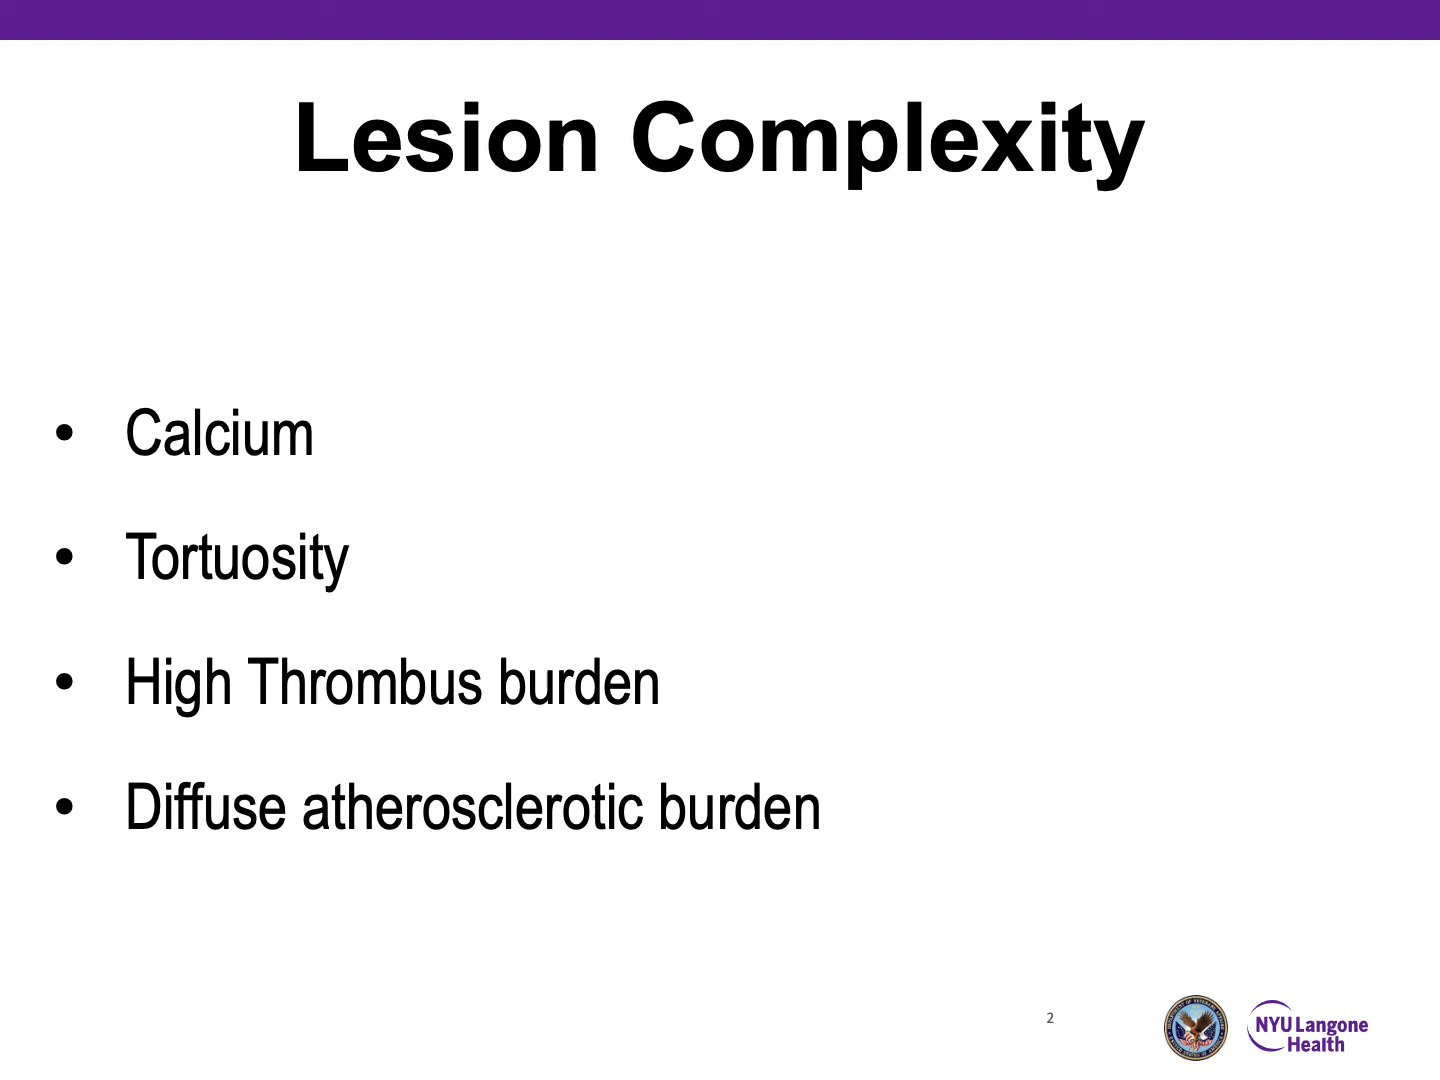 Lesion Complexity
• Calcium
• Tortuosity
• High Thrombus burden
• Diffuse atherosclerotic burden
2
NYU Langone
Health